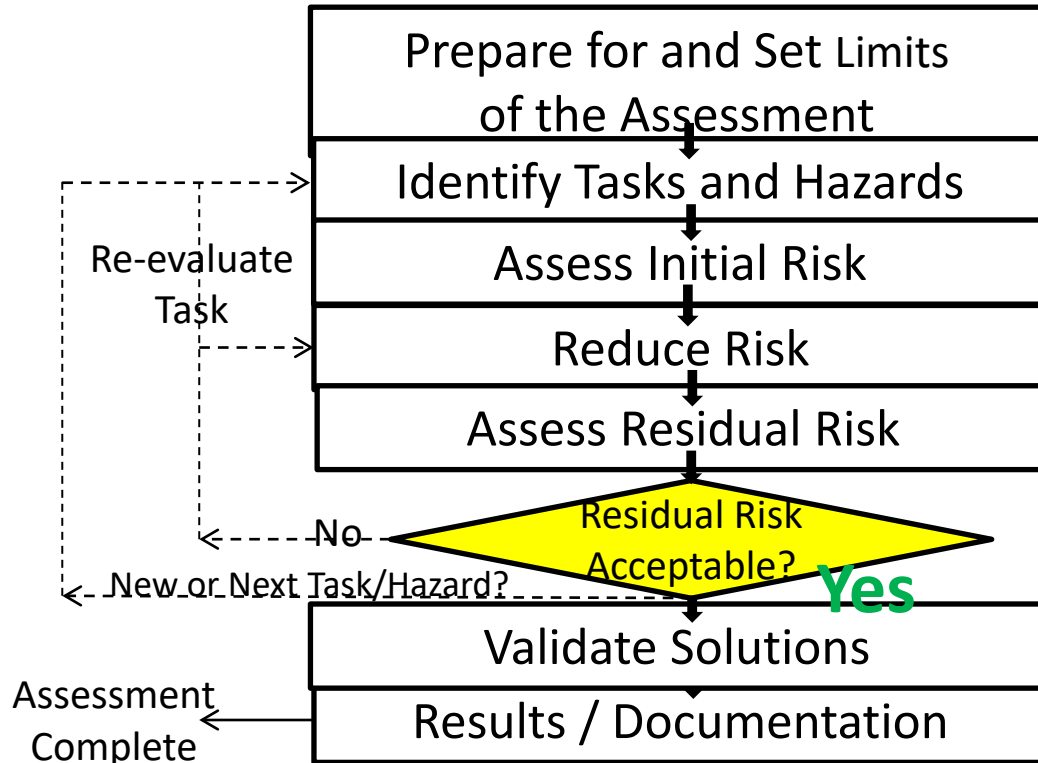 Prepare for and Set Limits
of the Assessment
Identify Tasks and Hazards
Re-evaluate
Task
Assess Initial Risk
Reduce Risk
Assess Residual Risk
Residual Risk
Acceptable?
No
Yes
New or Next Task/Hazard?
Validate Solutions
Results / Documentation
Assessment
Complete